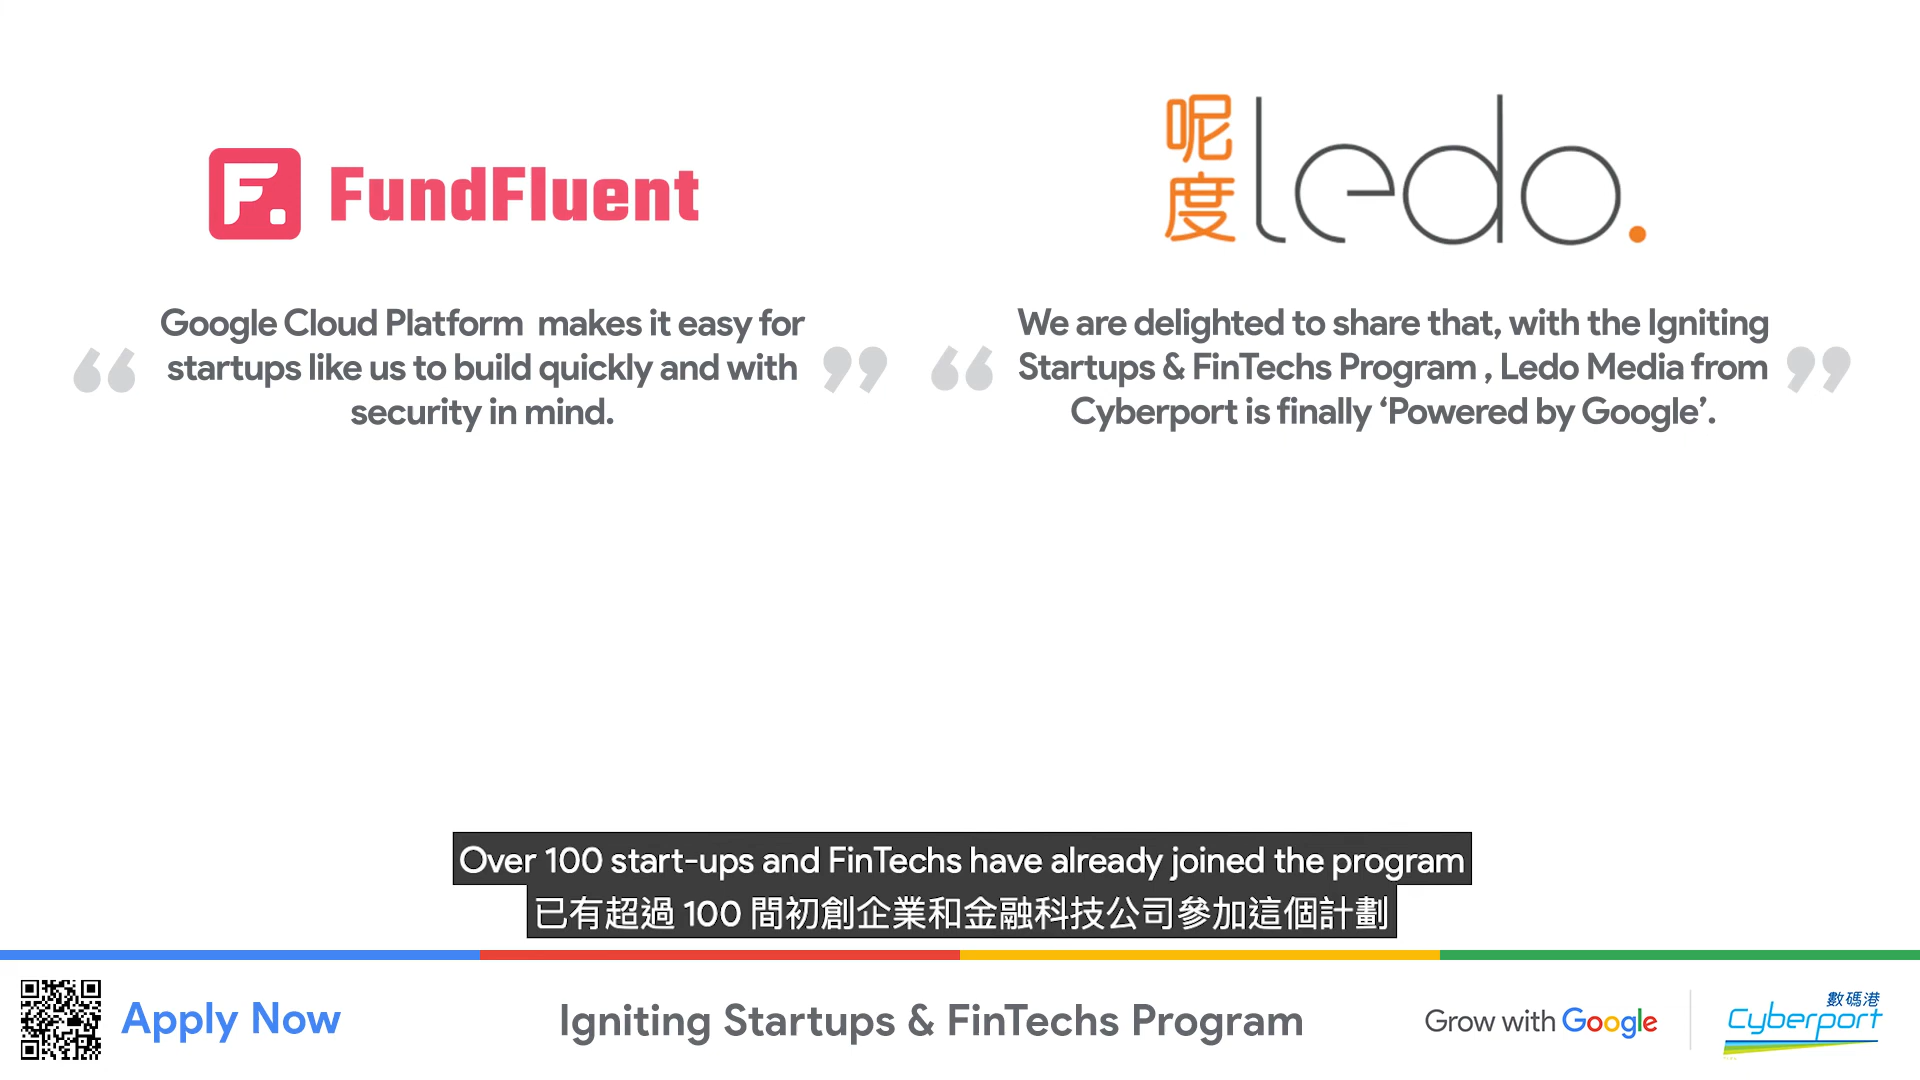 F. FundFluent
呢度 ledo.
“ Google Cloud Platform  makes it easy for
startups like us to build quickly and with
security in mind. ”
“ We are delighted to share that, with the Igniting
Startups & FinTechs Program , Ledo Media from
Cyberport is finally ‘Powered by Google’. ”
Over 100 start-ups and FinTechs have already joined the program
已有超過 100 間初創企業和金融科技公司參加這個計劃
Apply Now
Igniting Startups & FinTechs Program
Grow with Google
數碼港
Cyberport